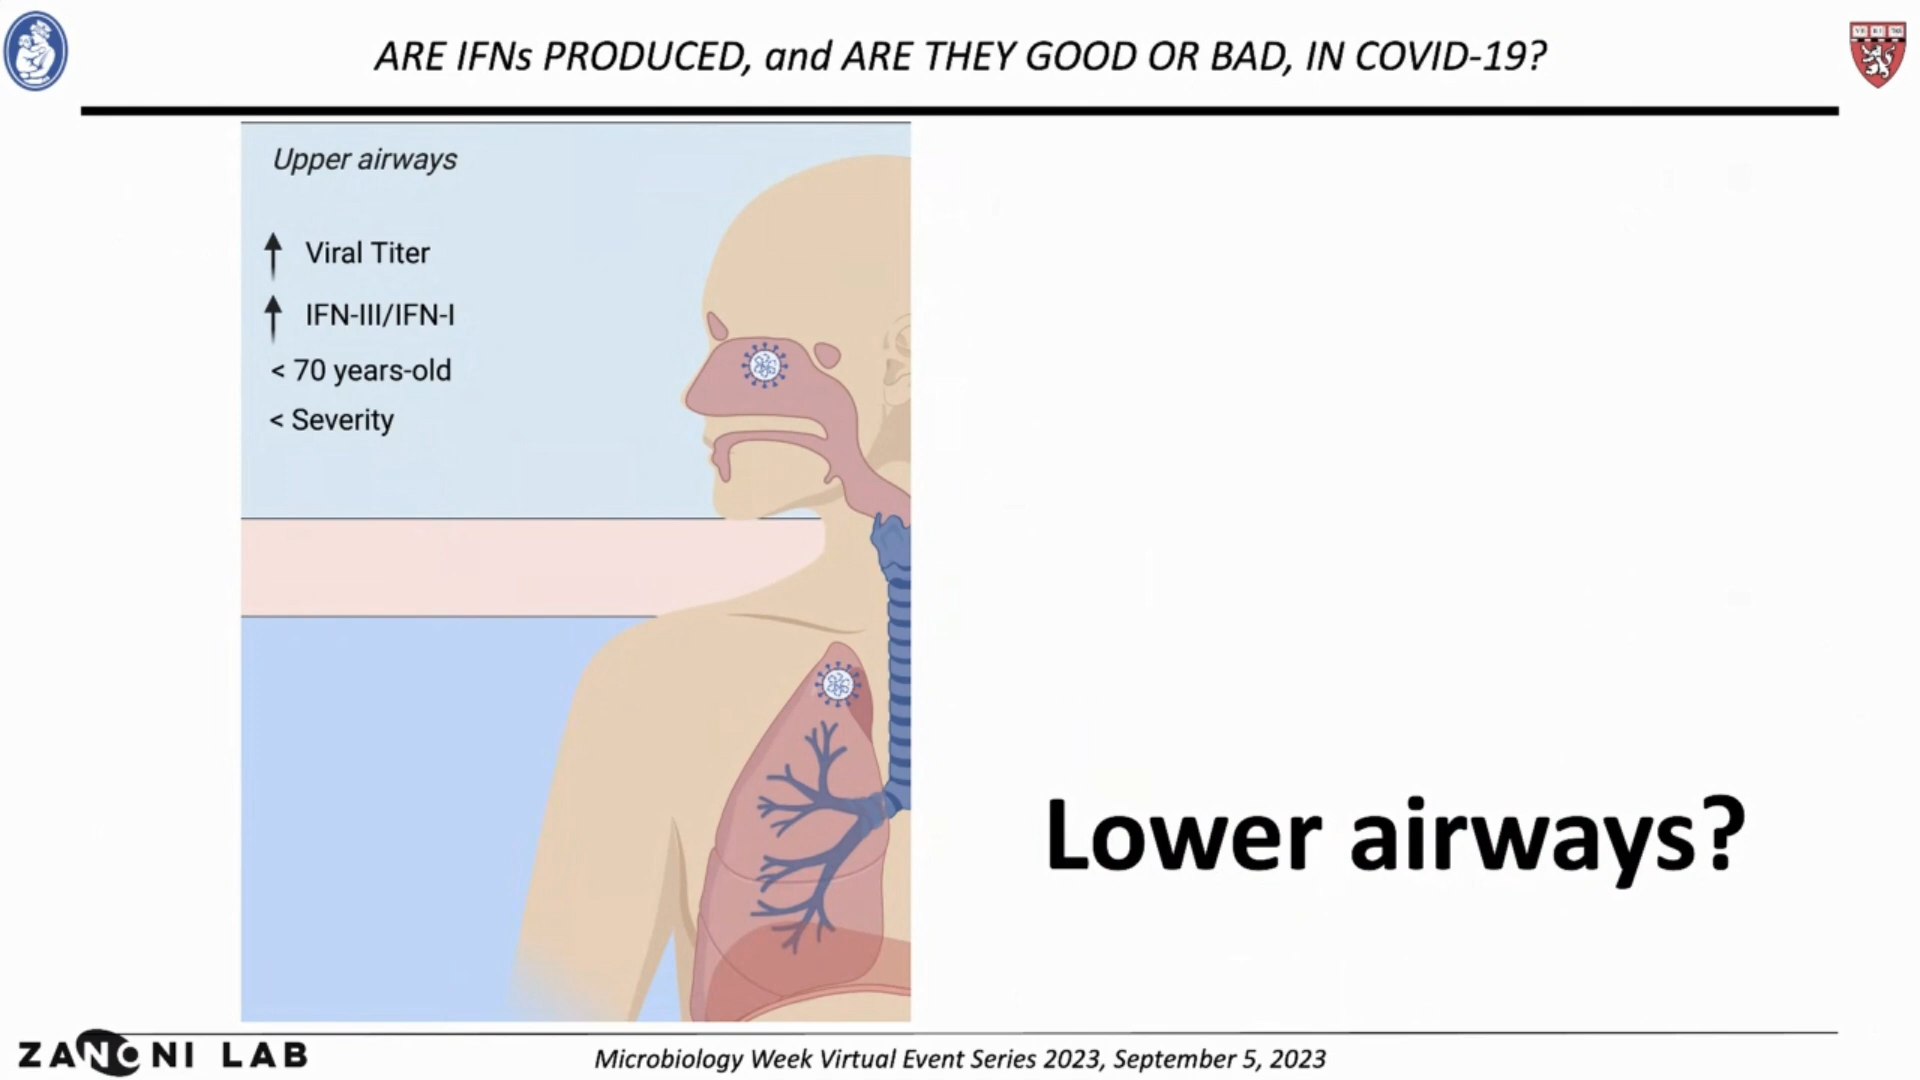 ARE IFNs PRODUCED, and ARE THEY GOOD OR BAD, IN COVID-19?
Upper airways
Viral Titer
IFN-III/IFN-I
< 70 years-old
< Severity
Lower airways?
ZANONI LAB
Microbiology Week Virtual Event Series 2023, September 5, 2023